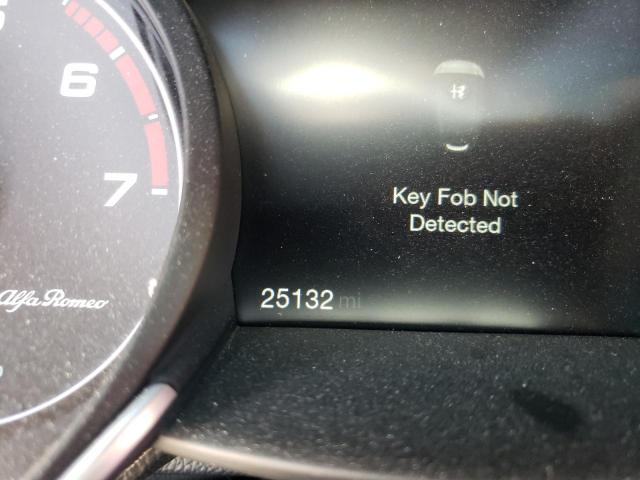 6
7
Alfa Romeo
Key Fob Not
Detected
25132 mi